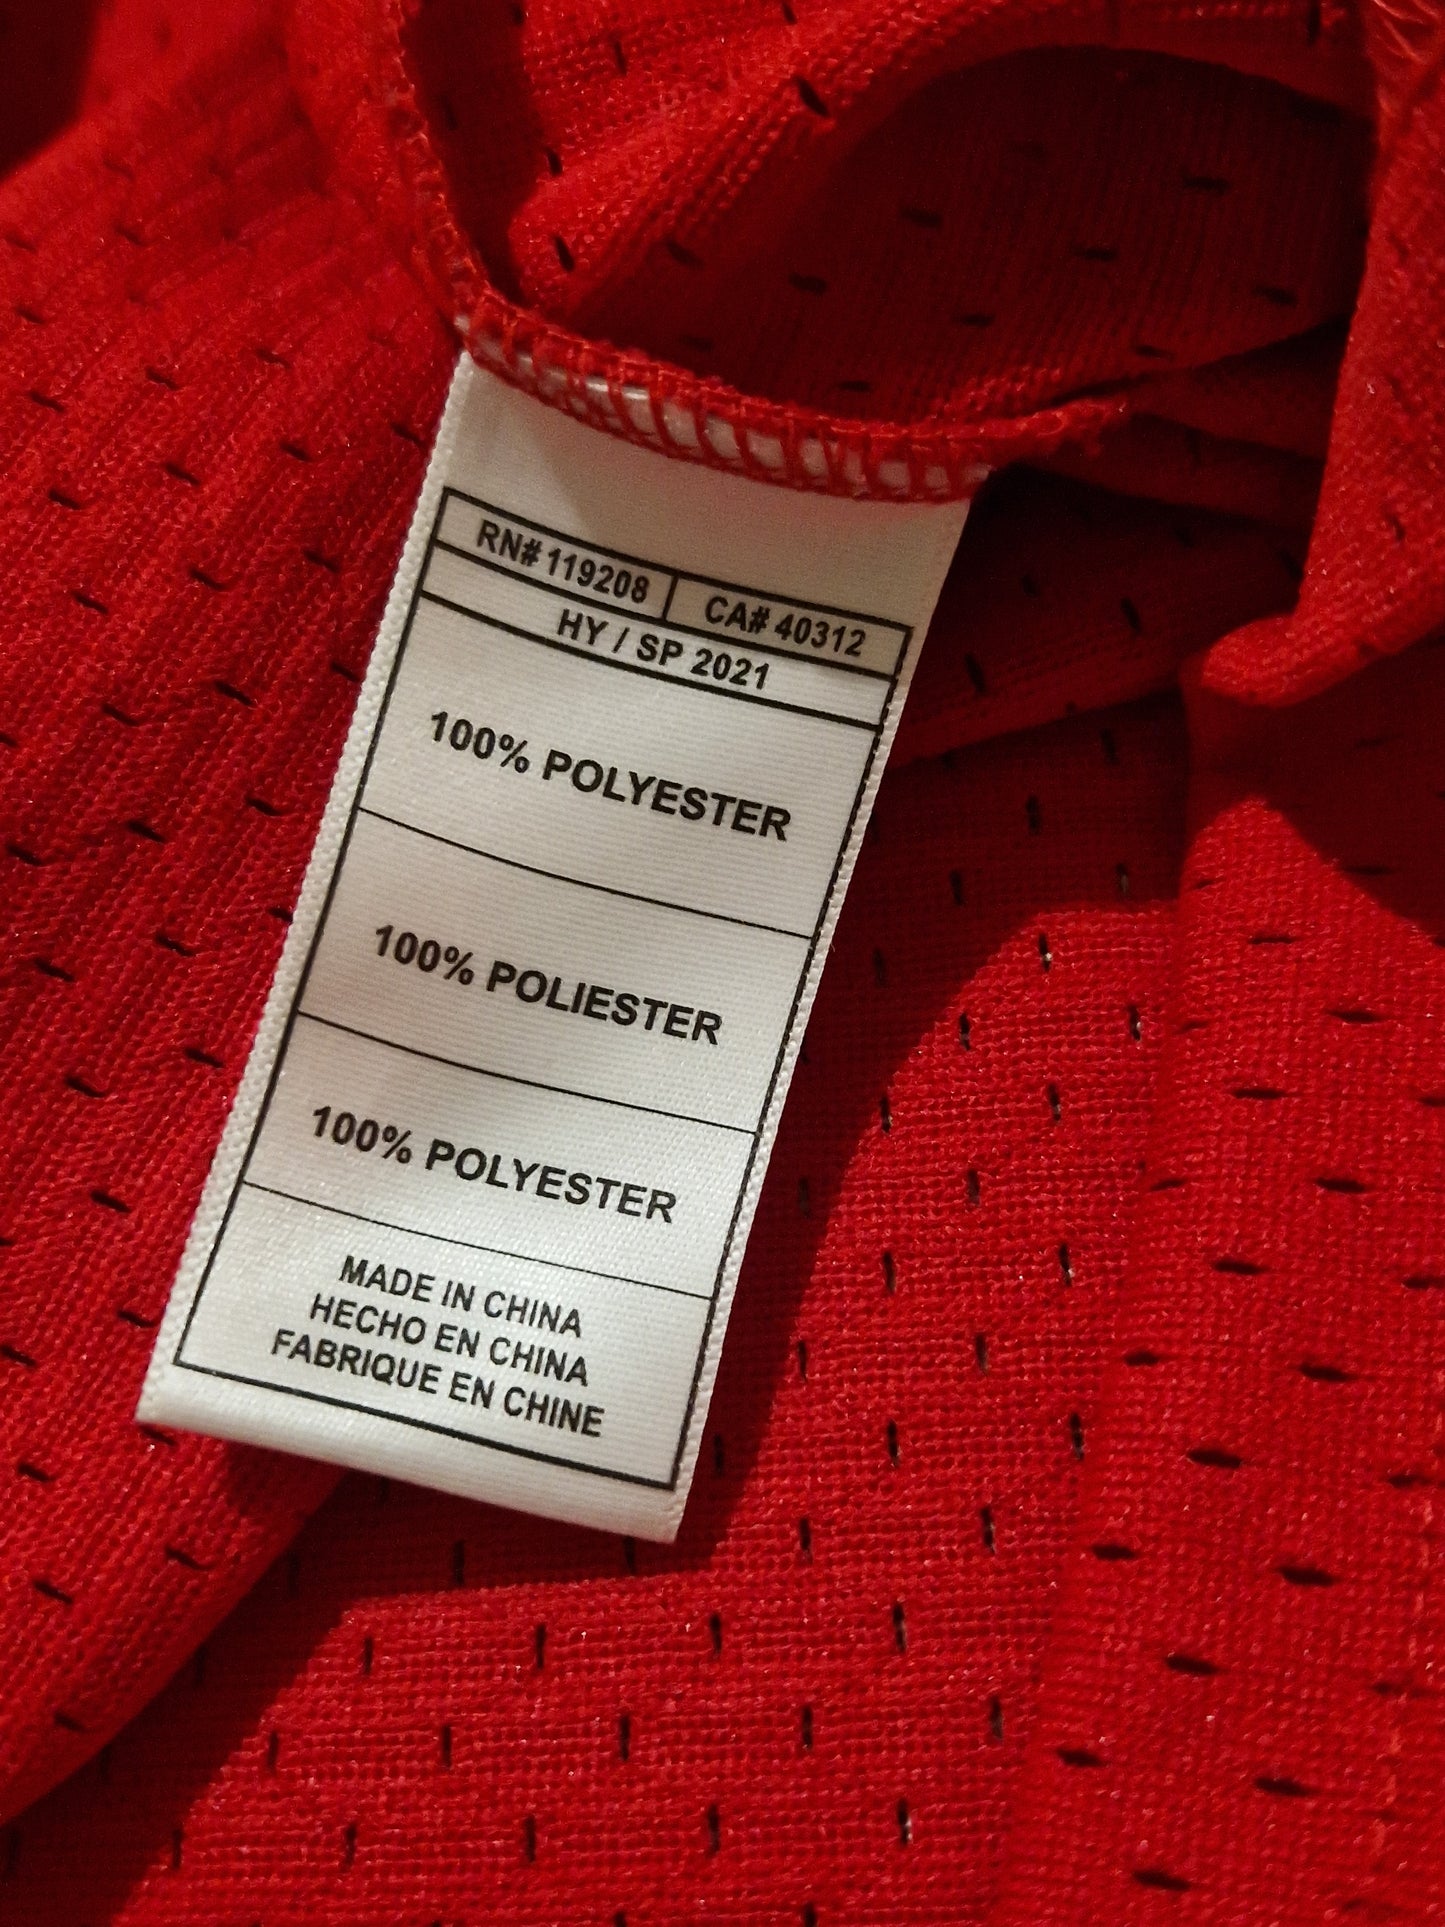 RN# 119208 CA# 40312
HY / SP 2021
100% POLYESTER
100% POLIESTER
100% POLYESTER
MADE IN CHINA
HECHO EN CHINA
FABRIQUE EN CHINE